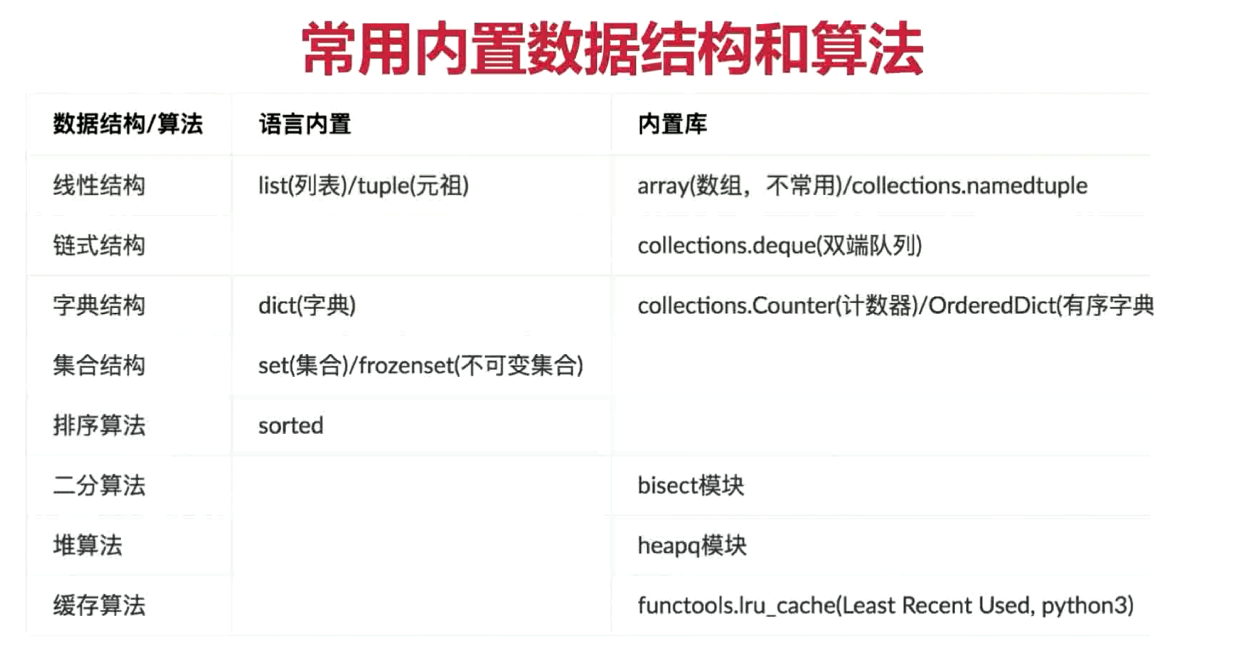 常用内置数据结构和算法
数据结构/算法 语言内置 内置库
线性结构 list(列表)/tuple(元祖) array(数组，不常用)/collections.namedtuple
链式结构 collections.deque(双端队列)
字典结构 dict(字典) collections.Counter(计数器)/OrderedDict(有序字典
集合结构 set(集合)/frozenset(不可变集合)
排序算法 sorted
二分算法 bisect模块
堆算法 heapq模块
缓存算法 functools.lru_cache(Least Recent Used, python3)